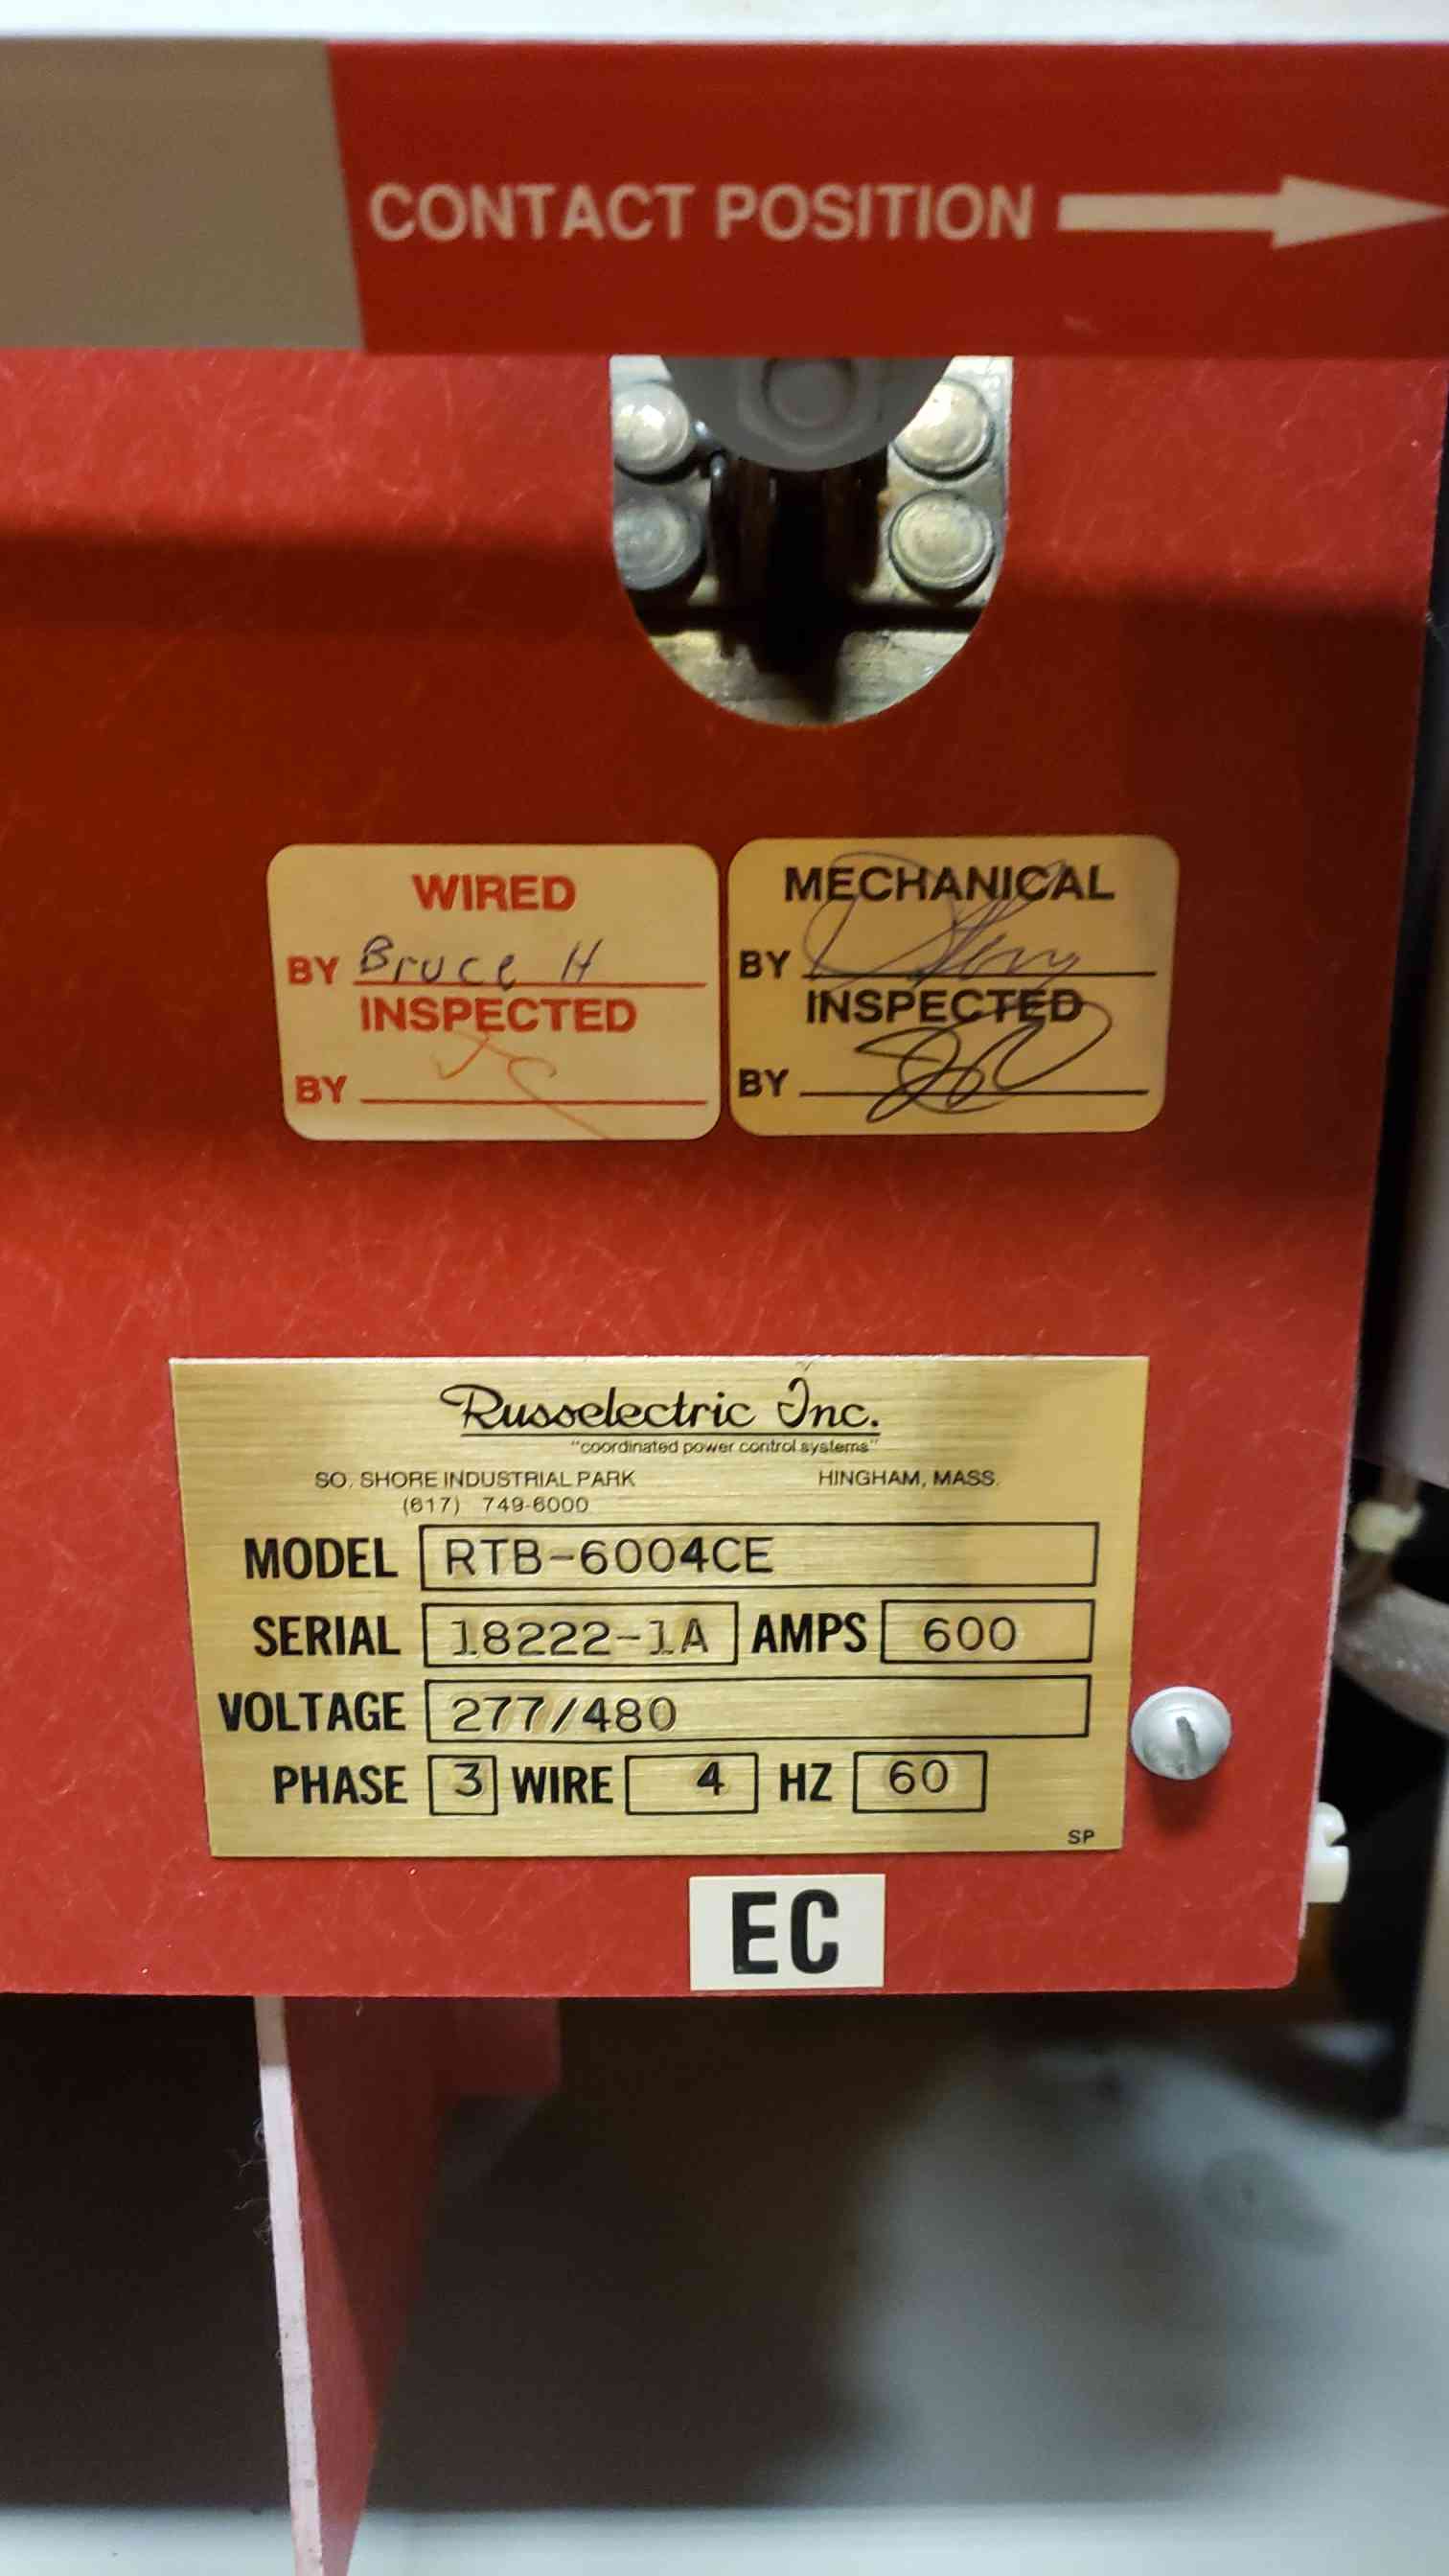 CONTACT POSITION
WIRED
BY Bruce H
INSPECTED
BY JC
MECHANICAL
BY
INSPECTED
BY
Russelectric Inc.
"coordinated power control systems"
SO. SHORE INDUSTRIAL PARK HINGHAM, MASS.
(617) 749-6000
MODEL RTB-6004CE
SERIAL 18222-1A AMPS 600
VOLTAGE 277/480
PHASE 3 WIRE 4 HZ 60
SP
EC